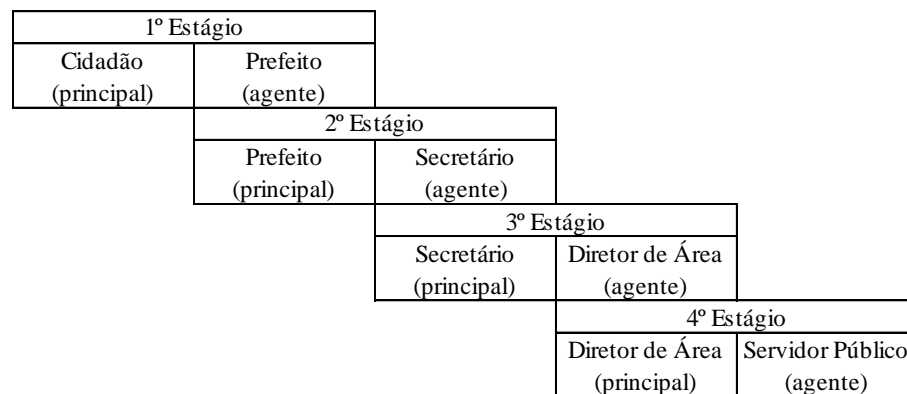 1º Estágio
Cidadão Prefeito
(principal) (agente)
2º Estágio
Prefeito Secretário
(principal) (agente)
3º Estágio
Secretário Diretor de Área
(principal) (agente)
4º Estágio
Diretor de Área Servidor Público
(principal) (agente)